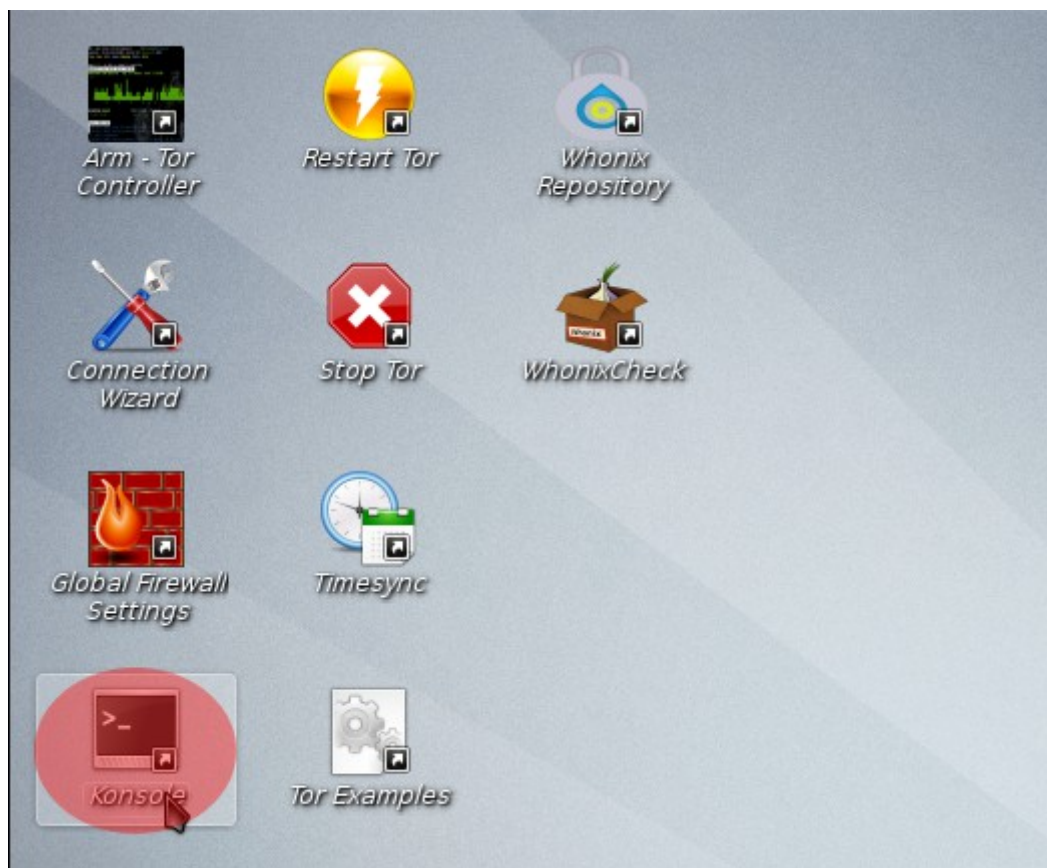 Arm - Tor
Controller
Restart Tor
Whonix
Repository
Connection
Wizard
Stop Tor
WhonixCheck
whonix
Global Firewall
Settings
Timesync
>_
Konsole
Tor Examples